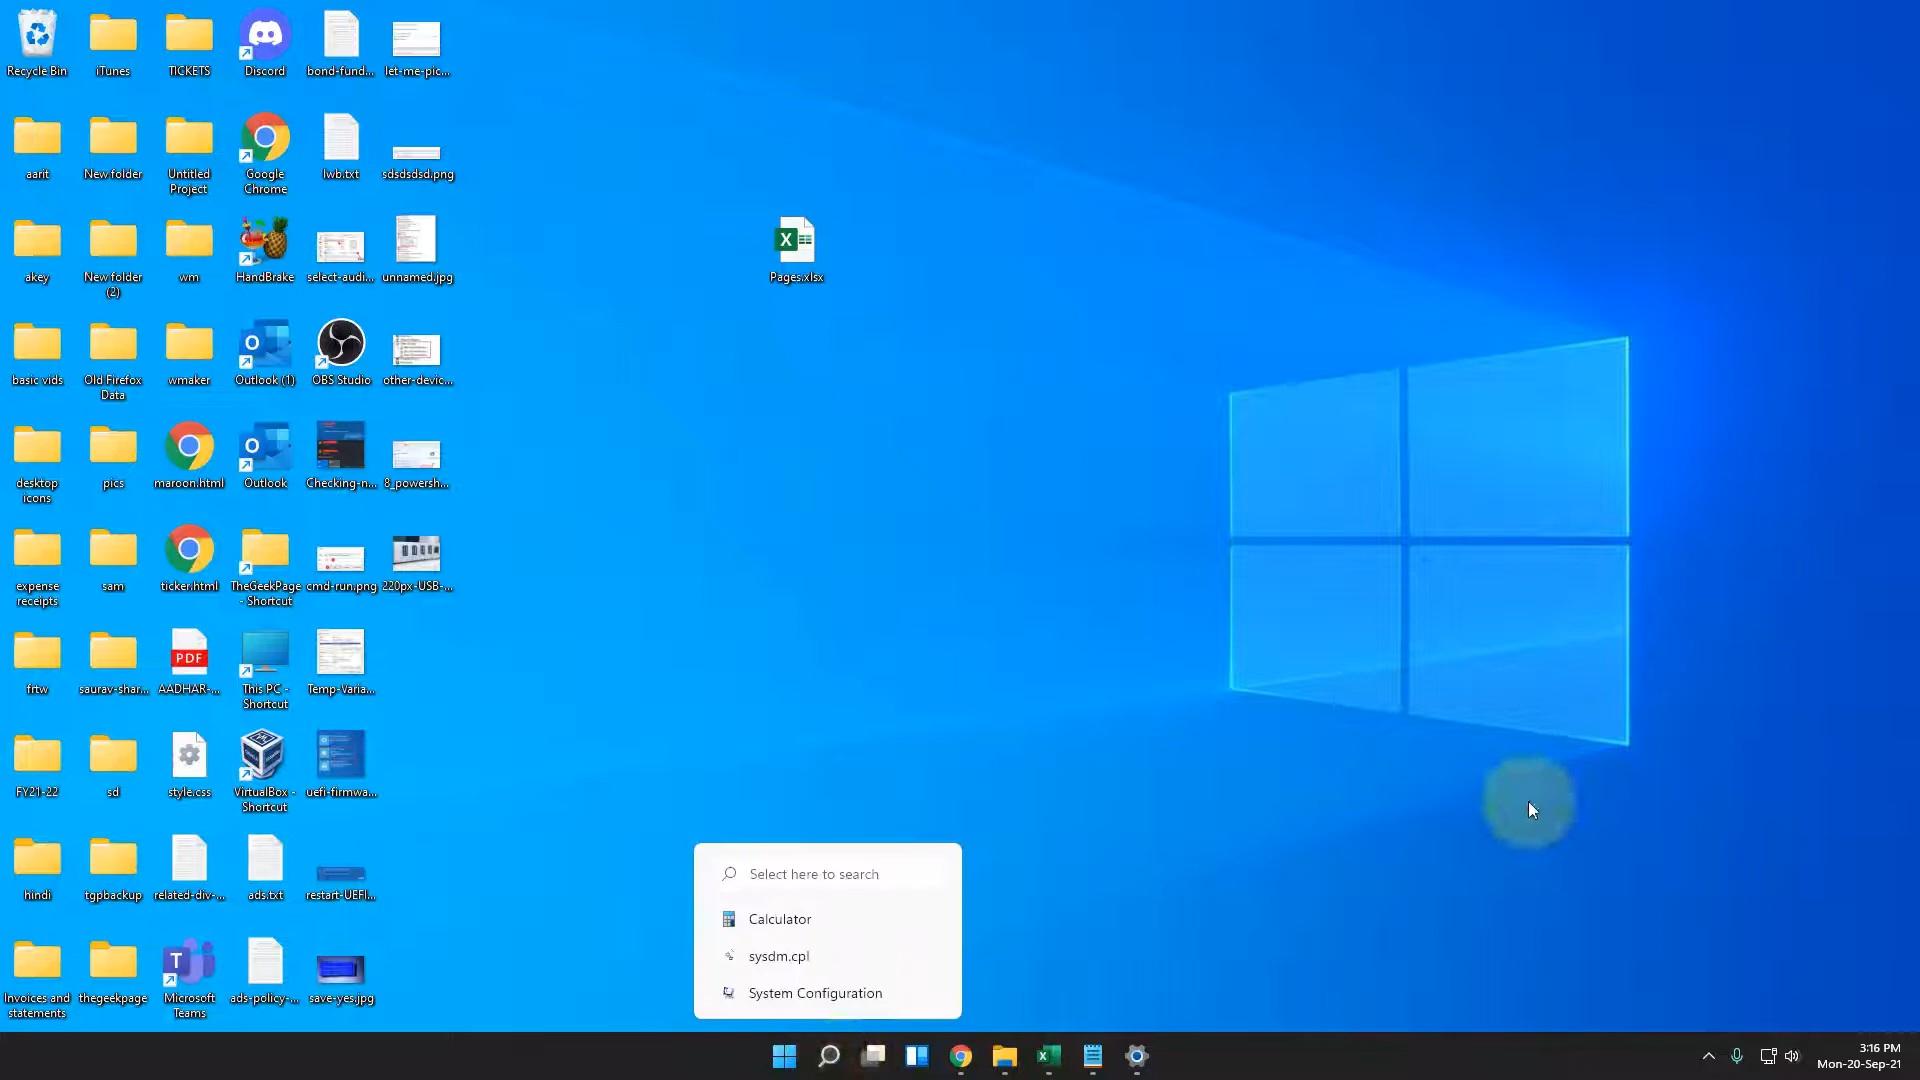 Recycle Bin
iTunes
TICKETS
Discord
bond-fund...
let-me-pic...
aarit
New folder
Untitled
Project
Google
Chrome
lwb.txt
sdsdsdsd.png
akey
New folder
(2)
wm
HandBrake
select-audi...
unnamed.jpg
Pages.xlsx
basic vids
Old Firefox
Data
wmaker
Outlook (1)
OBS Studio
other-devic...
desktop
icons
pics
maroon.html
Outlook
Checking-n...
8_powersh...
expense
receipts
sam
ticker.html
TheGeekPage
- Shortcut
cmd-run.png
220px-USB-...
frtw
saurav-shar...
PDF
AADHAR-...
This PC -
Shortcut
Temp-Varia...
FY21-22
sd
style.css
VirtualBox -
Shortcut
uefi-firmwa...
hindi
tgpbackup
related-div-...
ads.txt
restart-UEFI...
Invoices and
statements
thegeekpage
Microsoft
Teams
ads-policy-...
save-yes.jpg
Select here to search
Calculator
sysdm.cpl
System Configuration
3:16 PM
Mon-20-Sep-21